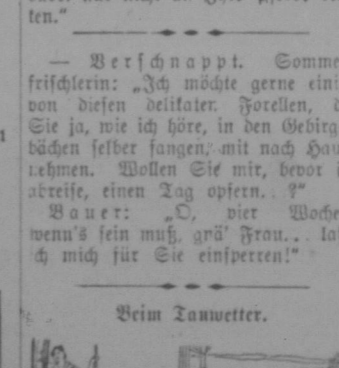 ten."
— Verschnappt. Somme
frischlerin: „Ich möchte gerne eini
von diesen delikaten Forellen, d
Sie ja, wie ich höre, in den Gebirg
bächen selber fangen, mit nach Hau
nehmen. Wollen Sie mir, bevor i
abreise, einen Tag opfern. . ?"
Bauer: „O, vier Woche
wenn's sein muß, gnä' Frau... la
ch mich für Sie einsperren!"
Beim Tauwetter.